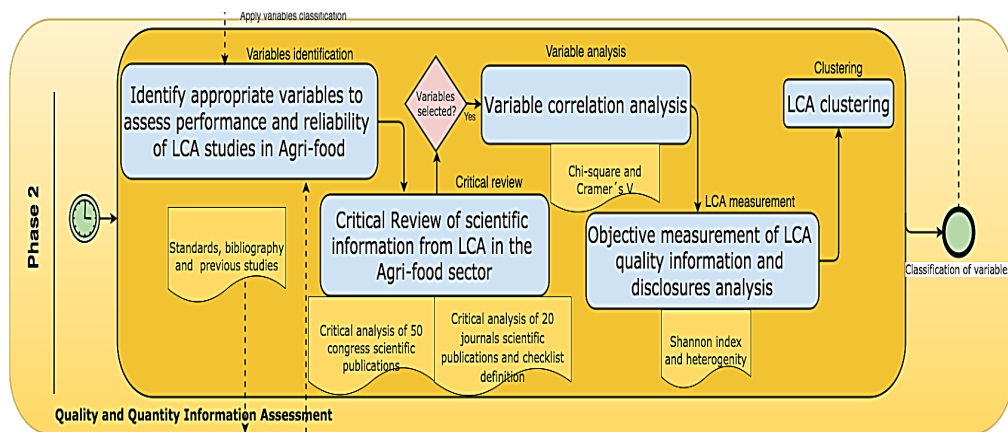 Apply variables classification
Variables identification
Identify appropriate variables to
assess performance and reliability
of LCA studies in Agri-food
Variables
selected?
Yes
Variable analysis
Variable correlation analysis
Chi-square and
Cramer´s V
Clustering
LCA clustering
Critical review
Critical Review of scientific
information from LCA in the
Agri-food sector
LCA measurement
Objective measurement of LCA
quality information and
disclosures analysis
Phase 2
Standards, bibliography
and previous studies
Critical analysis of 50
congress scientific
publications
Critical analysis of 20
journals scientific
publications and checklist
definition
Shannon index
and heterogenity
Classification of variables
Quality and Quantity Information Assessment